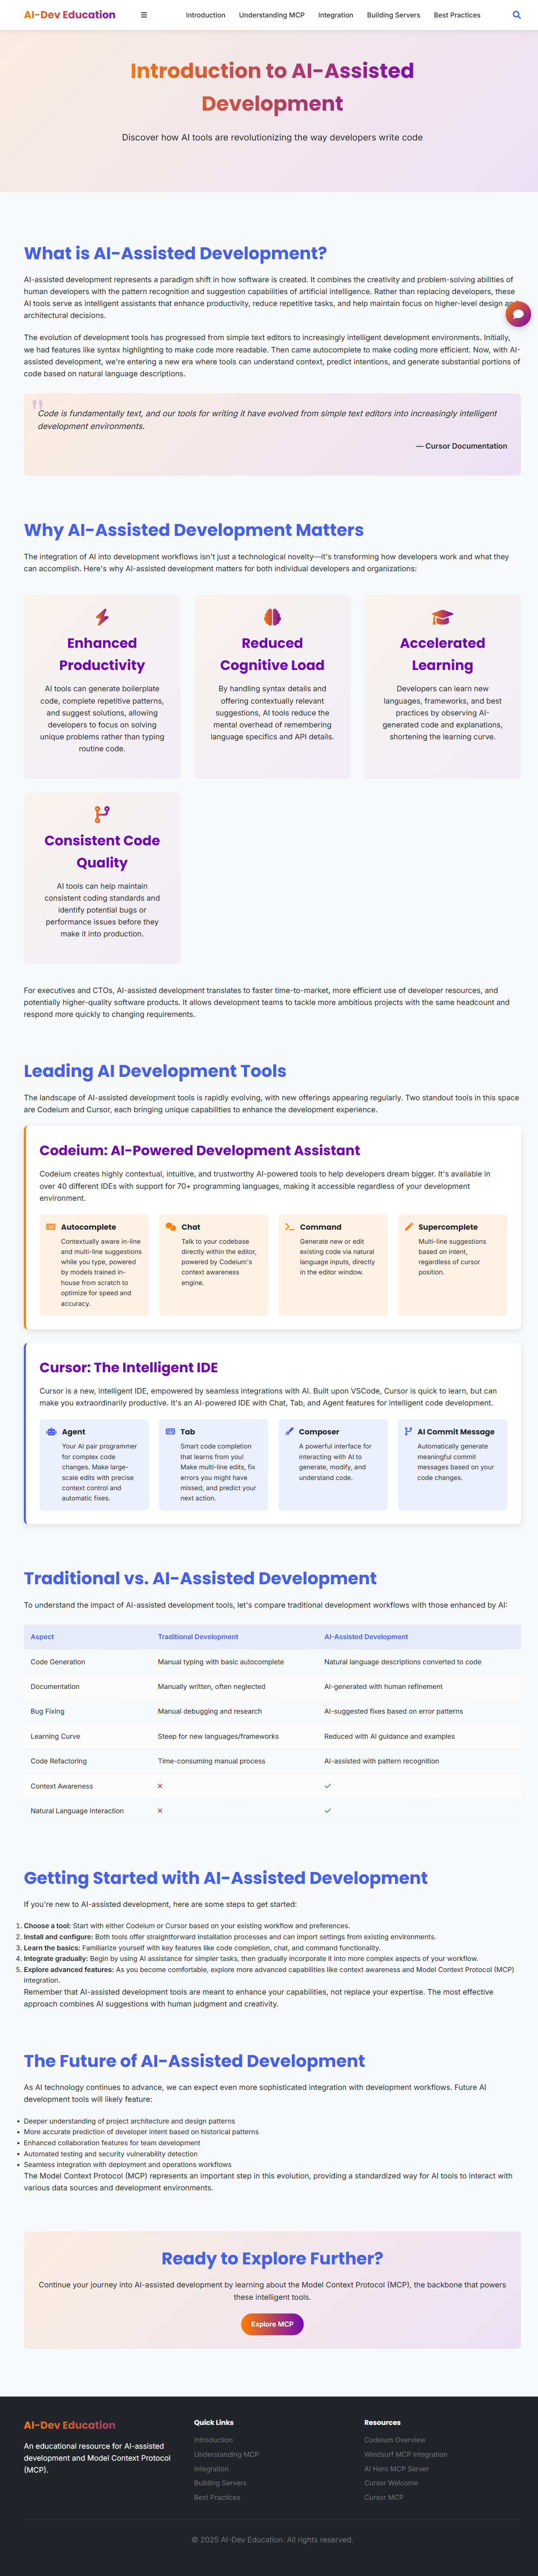 AI-Dev Education
Introduction
Understanding MCP
Integration
Building Servers
Best Practices
Introduction to AI-Assisted
Development
Discover how AI tools are revolutionizing the way developers write code
What is AI-Assisted Development?
AI-assisted development represents a paradigm shift in how software is created. It combines the creativity and problem-solving abilities of
human developers with the pattern recognition and suggestion capabilities of artificial intelligence. Rather than replacing developers, these
AI tools serve as intelligent assistants that enhance productivity, reduce repetitive tasks, and help maintain focus on higher-level design and
architectural decisions.
The evolution of development tools has progressed from simple text editors to increasingly intelligent development environments. Initially,
we had features like syntax highlighting to make code more readable. Then came autocomplete to make coding more efficient. Now, with AI-
assisted development, we're entering a new era where tools can understand context, predict intentions, and generate substantial portions of
code based on natural language descriptions.
"
Code is fundamentally text, and our tools for writing it have evolved from simple text editors into increasingly intelligent
development environments.
— Cursor Documentation
Why AI-Assisted Development Matters
The integration of AI into development workflows isn't just a technological novelty—it's transforming how developers work and what they
can accomplish. Here's why AI-assisted development matters for both individual developers and organizations:
Enhanced
Productivity
AI tools can generate boilerplate
code, complete repetitive patterns,
and suggest solutions, allowing
developers to focus on solving
unique problems rather than typing
routine code.
Reduced
Cognitive Load
By handling syntax details and
offering contextually relevant
suggestions, AI tools reduce the
mental overhead of remembering
language specifics and API details.
Accelerated
Learning
Developers can learn new
languages, frameworks, and best
practices by observing AI-
generated code and explanations,
shortening the learning curve.
Consistent Code
Quality
AI tools can help maintain
consistent coding standards and
identify potential bugs or
performance issues before they
make it into production.
For executives and CTOs, AI-assisted development translates to faster time-to-market, more efficient use of developer resources, and
potentially higher-quality software products. It allows development teams to tackle more ambitious projects with the same headcount and
respond more quickly to changing requirements.
Leading AI Development Tools
The landscape of AI-assisted development tools is rapidly evolving, with new offerings appearing regularly. Two standout tools in this space
are Codeium and Cursor, each bringing unique capabilities to enhance the development experience.
Codeium: AI-Powered Development Assistant
Codeium creates highly contextual, intuitive, and trustworthy AI-powered tools to help developers dream bigger. It's available in
over 40 different IDEs with support for 70+ programming languages, making it accessible regardless of your development
environment.
Autocomplete
Contextually aware in-line
and multi-line suggestions
while you type, powered
by models trained in-
house from scratch to
optimize for speed and
accuracy.
Chat
Talk to your codebase
directly within the editor,
powered by Codeium's
context awareness
engine.
Command
Generate new or edit
existing code via natural
language inputs, directly
in the editor window.
Supercomplete
Multi-line suggestions
based on intent,
regardless of cursor
position.
Cursor: The Intelligent IDE
Cursor is a new, intelligent IDE, empowered by seamless integrations with AI. Built upon VSCode, Cursor is quick to learn, but can
make you extraordinarily productive. It's an AI-powered IDE with Chat, Tab, and Agent features for intelligent code development.
Agent
Your AI pair programmer
for complex code
changes. Make large-
scale edits with precise
context control and
automatic fixes.
Tab
Smart code completion
that learns from you!
Make multi-line edits, fix
errors you might have
missed, and predict your
next action.
Composer
A powerful interface for
interacting with AI to
generate, modify, and
understand code.
AI Commit Message
Automatically generate
meaningful commit
messages based on your
code changes.
Traditional vs. AI-Assisted Development
To understand the impact of AI-assisted development tools, let's compare traditional development workflows with those enhanced by AI:
Aspect Traditional Development AI-Assisted Development
Code Generation Manual typing with basic autocomplete Natural language descriptions converted to code
Documentation Manually written, often neglected AI-generated with human refinement
Bug Fixing Manual debugging and research AI-suggested fixes based on error patterns
Learning Curve Steep for new languages/frameworks Reduced with AI guidance and examples
Code Refactoring Time-consuming manual process AI-assisted with pattern recognition
Context Awareness
Natural Language Interaction
Getting Started with AI-Assisted Development
If you're new to AI-assisted development, here are some steps to get started:
1. Choose a tool: Start with either Codeium or Cursor based on your existing workflow and preferences.
2. Install and configure: Both tools offer straightforward installation processes and can import settings from existing environments.
3. Learn the basics: Familiarize yourself with key features like code completion, chat, and command functionality.
4. Integrate gradually: Begin by using AI assistance for simpler tasks, then gradually incorporate it into more complex aspects of your workflow.
5. Explore advanced features: As you become comfortable, explore more advanced capabilities like context awareness and Model Context Protocol (MCP)
integration.
Remember that AI-assisted development tools are meant to enhance your capabilities, not replace your expertise. The most effective
approach combines AI suggestions with human judgment and creativity.
The Future of AI-Assisted Development
As AI technology continues to advance, we can expect even more sophisticated integration with development workflows. Future AI
development tools will likely feature:
• Deeper understanding of project architecture and design patterns
• More accurate prediction of developer intent based on historical patterns
• Enhanced collaboration features for team development
• Automated testing and security vulnerability detection
• Seamless integration with deployment and operations workflows
The Model Context Protocol (MCP) represents an important step in this evolution, providing a standardized way for AI tools to interact with
various data sources and development environments.
Ready to Explore Further?
Continue your journey into AI-assisted development by learning about the Model Context Protocol (MCP), the backbone that powers
these intelligent tools.
Explore MCP
AI-Dev Education
An educational resource for AI-assisted
development and Model Context Protocol
(MCP).
Quick Links
Introduction
Understanding MCP
Integration
Building Servers
Best Practices
Resources
Codeium Overview
Windsurf MCP Integration
AI Hero MCP Server
Cursor Welcome
Cursor MCP
© 2025 AI-Dev Education. All rights reserved.